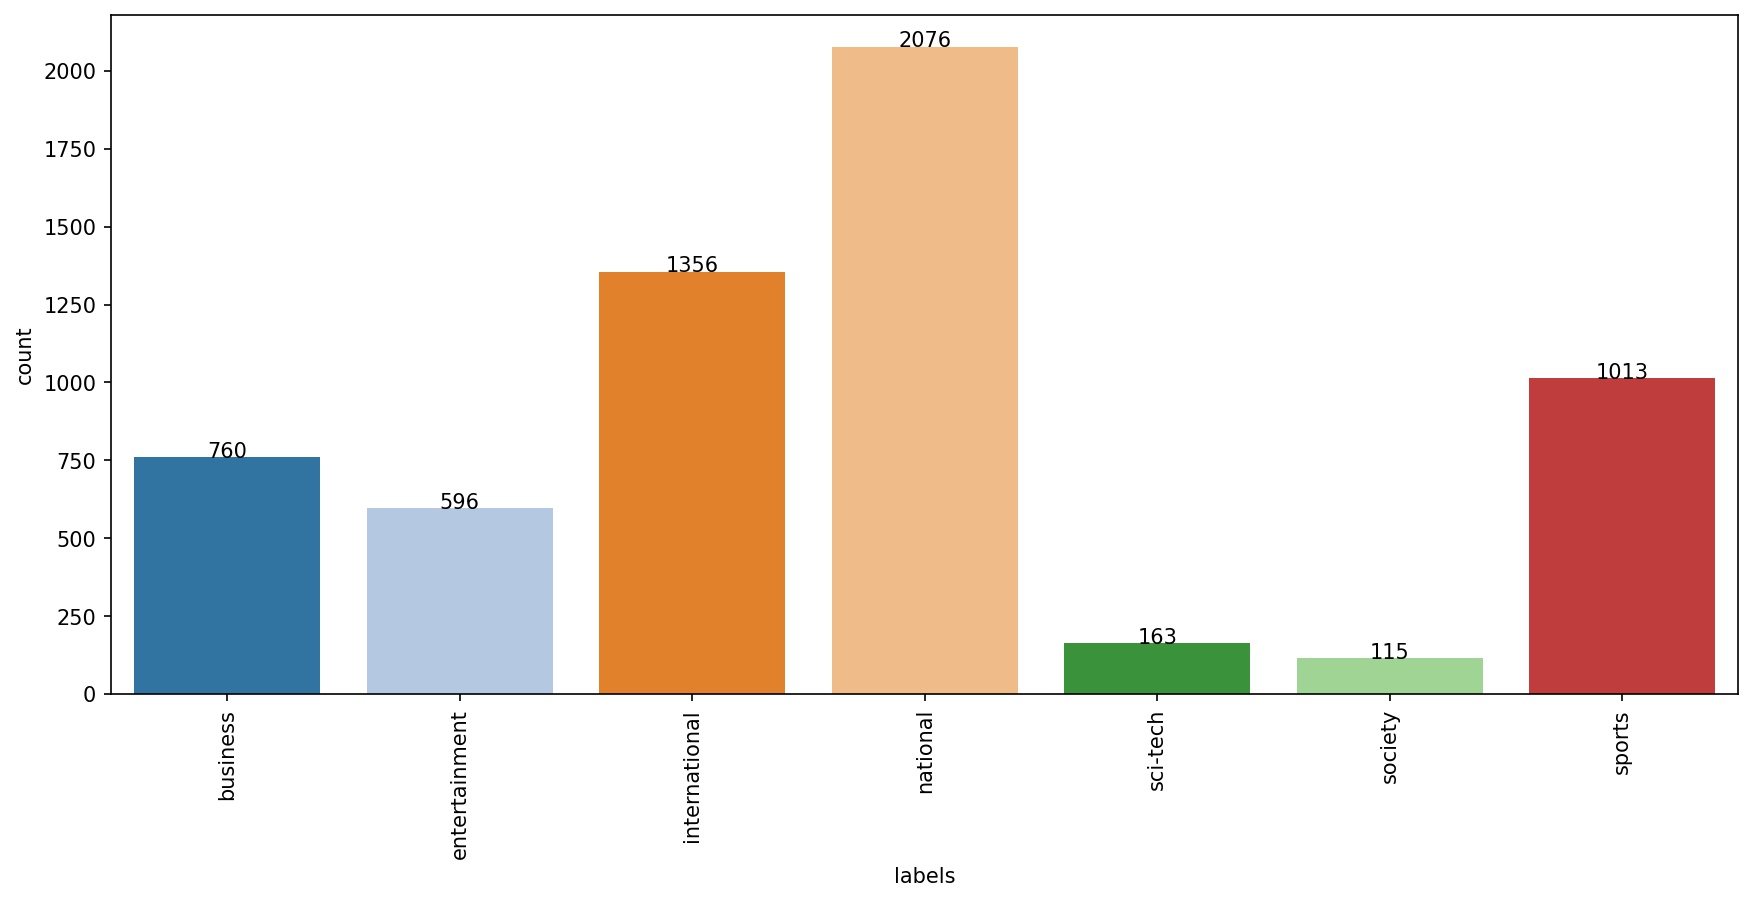 2076
2000
1750
1500
1356
1250
1013
1000
760
750
596
500
250
163
115
0
count
business
entertainment
international
national
sci-tech
society
sports
labels